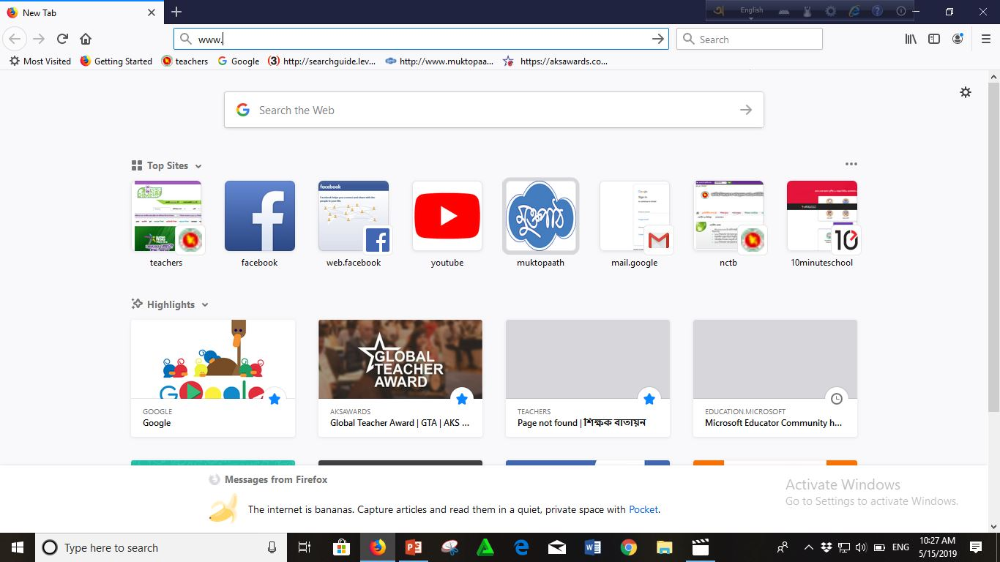 New Tab
English
www.
Search
Most Visited
Getting Started
teachers
Google
http://searchguide.lev...
http://www.muktopaa...
https://aksawards.co...
Search the Web
Top Sites
facebook
মুক্তপাঠ
10
teachers
facebook
web.facebook
youtube
muktopaath
mail.google
nctb
10minuteschool
Highlights
GLOBAL
TEACHER
AWARD
GOOGLE
Google
AKSAWARDS
Global Teacher Award | GTA | AKS ...
TEACHERS
Page not found | শিক্ষক বাতায়ন
EDUCATION.MICROSOFT
Microsoft Educator Community h...
Messages from Firefox
The internet is bananas. Capture articles and read them in a quiet, private space with Pocket.
Activate Windows
Go to Settings to activate Windows.
Type here to search
ENG
10:27 AM
5/15/2019